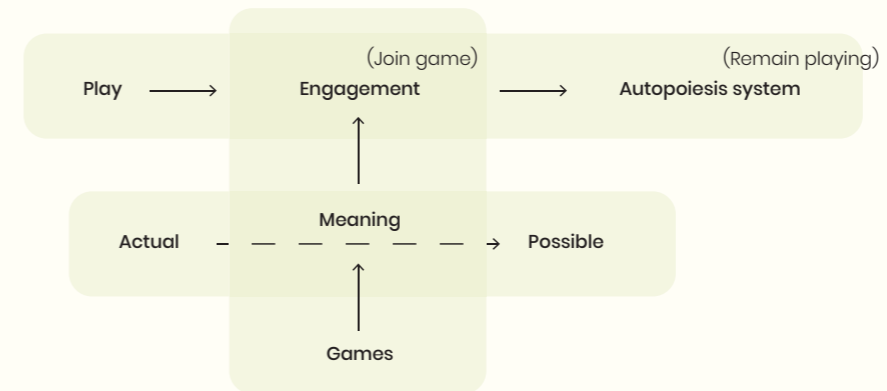 (Join game)
(Remain playing)
Play
Engagement
Autopoiesis system
Meaning
Actual
Possible
Games